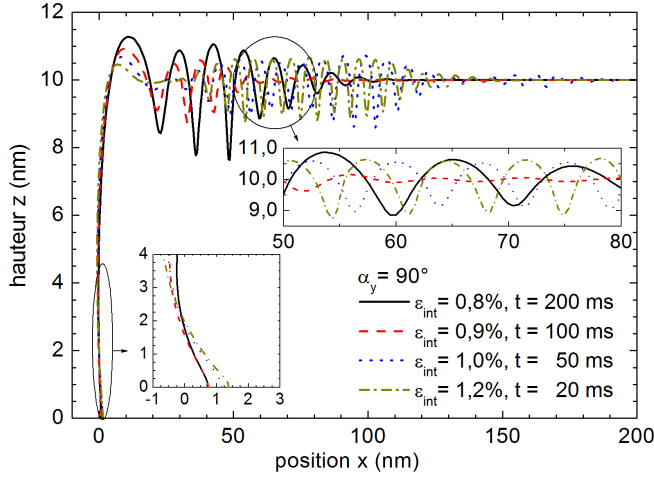 12
10
8
6
4
2
0
hauteur z (nm)
11,0
10,0
9,0
50 60 70 80
4
3
2
1
0
-1 0 1 2 3
α_y = 90°
ε_int = 0,8%, t = 200 ms
ε_int = 0,9%, t = 100 ms
ε_int = 1,0%, t = 50 ms
ε_int = 1,2%, t = 20 ms
0 50 100 150 200
position x (nm)